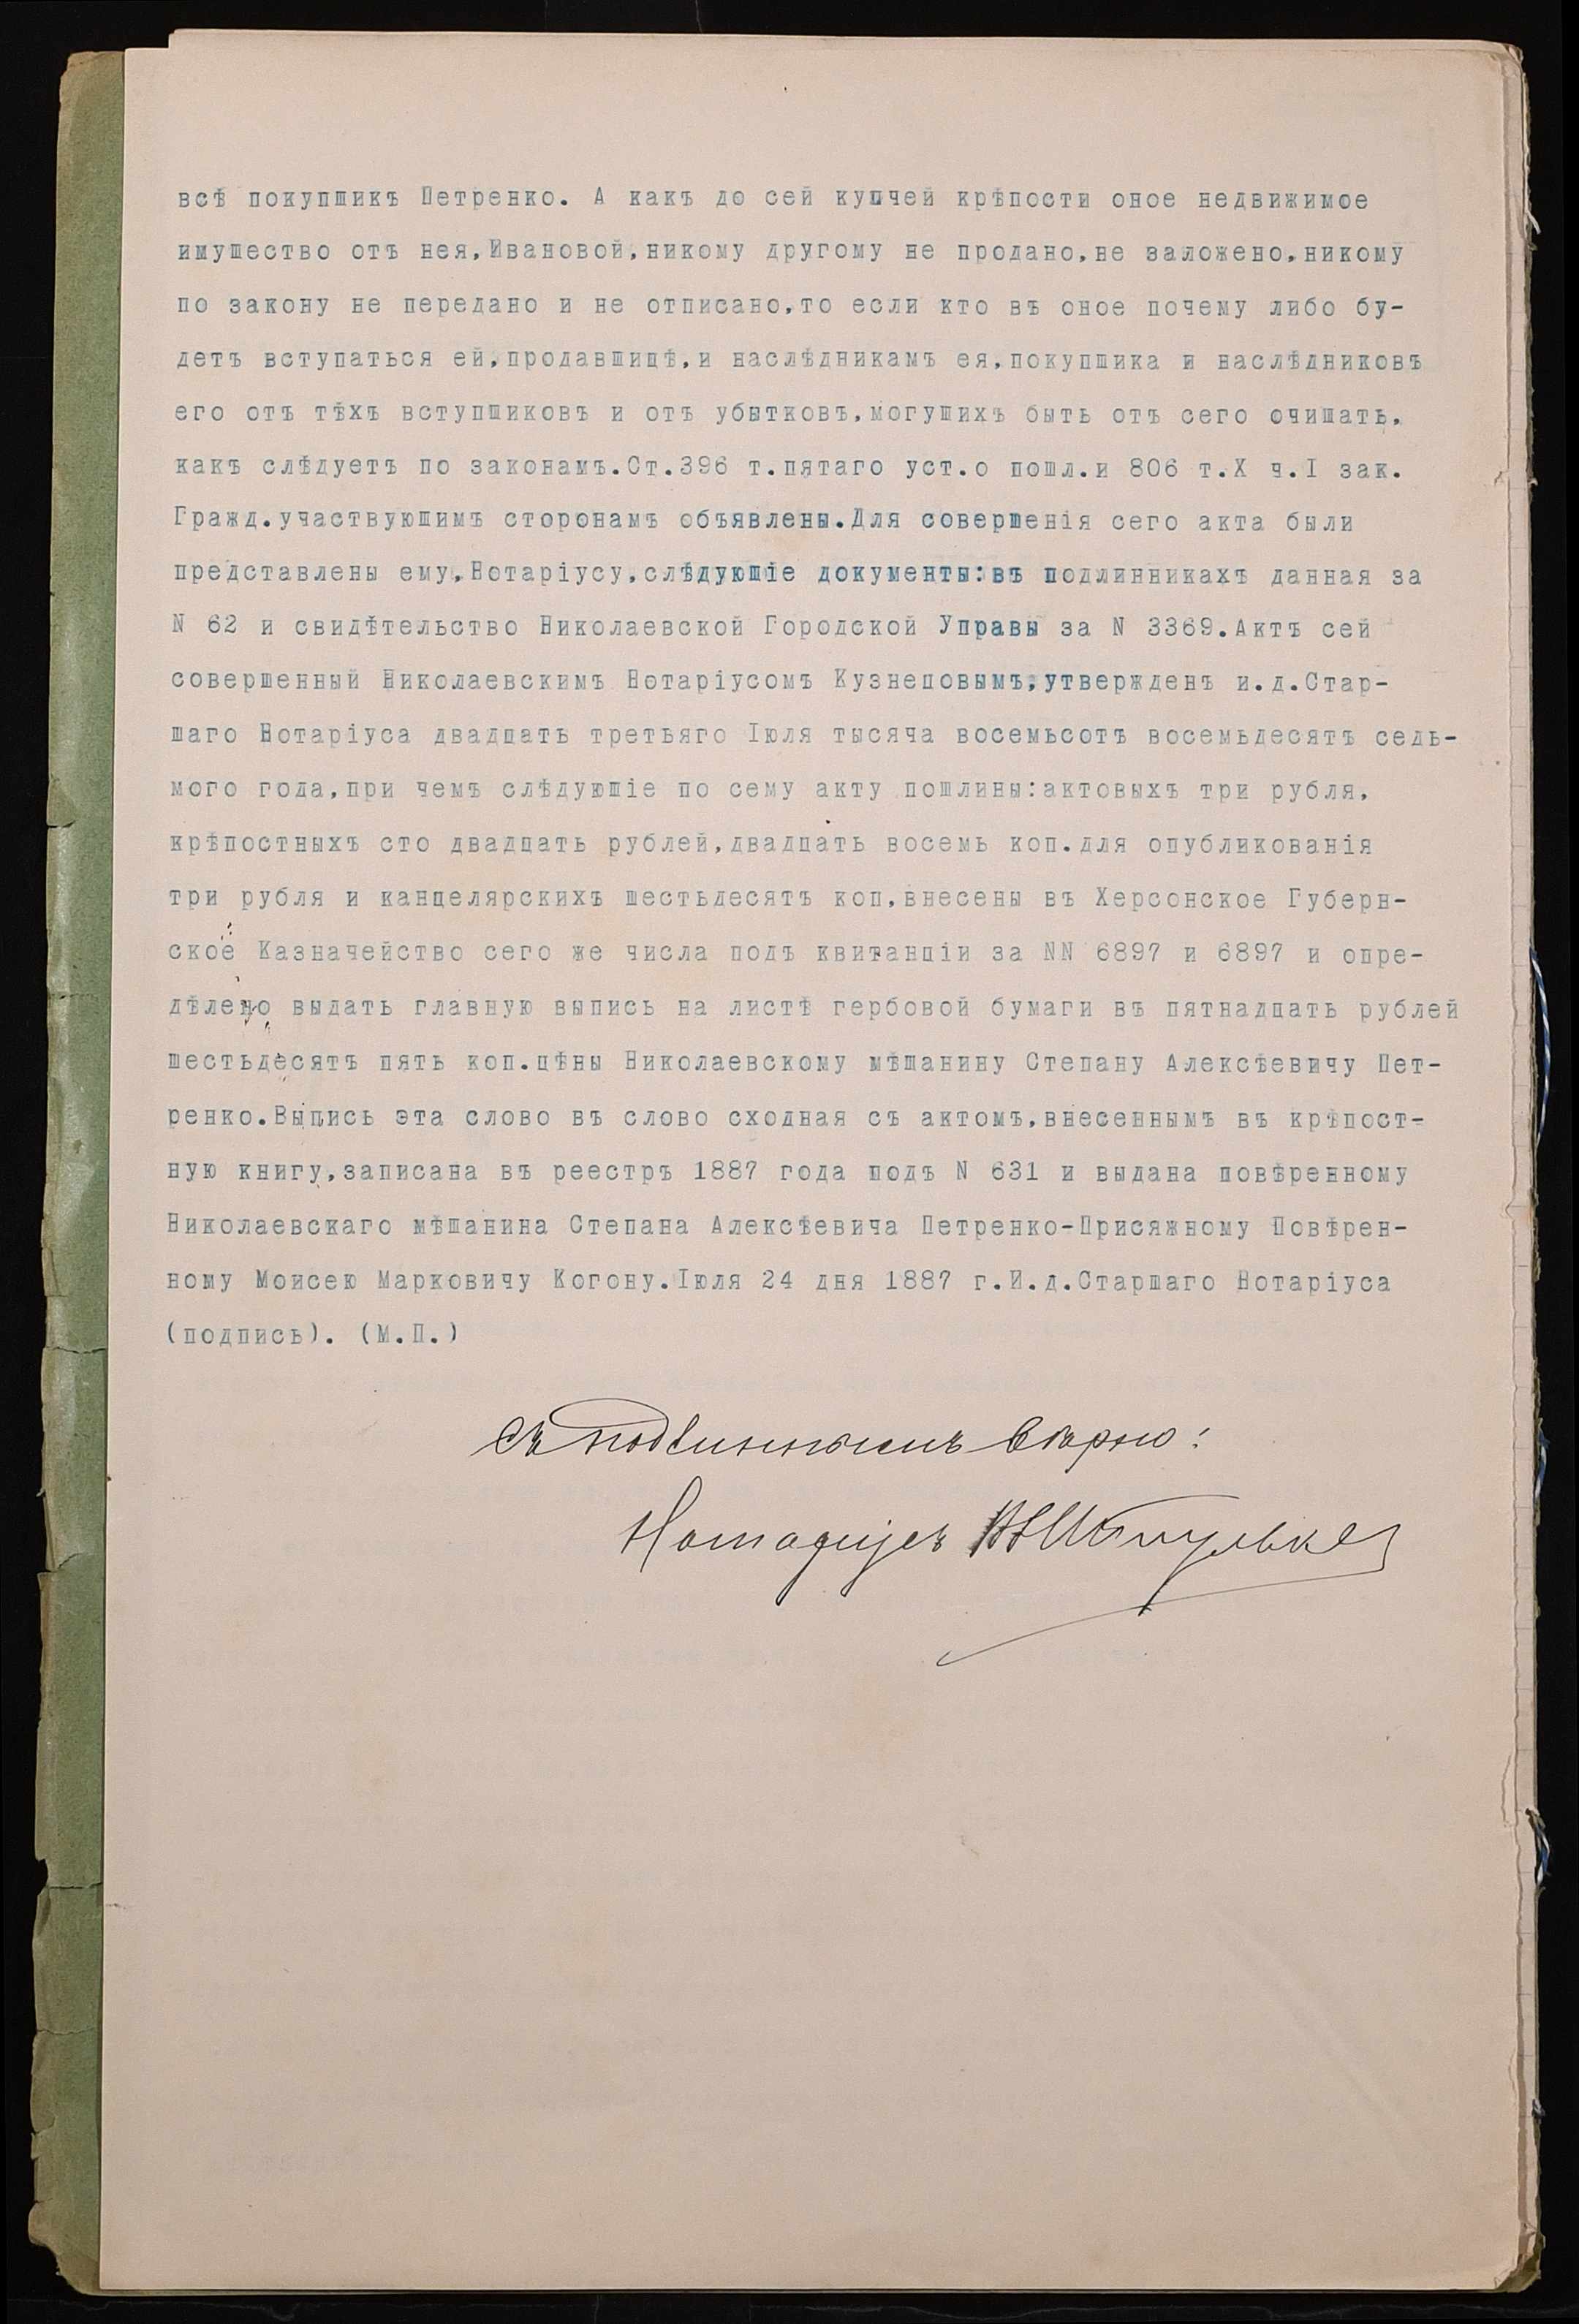 всѣ покупщикъ Петренко. А какъ до сей купчей крѣпости оное недвижимое
имущество отъ нея,Ивановой,никому другому не продано,не заложено,никому
по закону не передано и не отписано,то если кто въ оное почему либо бу-
детъ вступаться ей,продавщицѣ,и наслѣдникамъ ея,покупщика и наслѣдниковъ
его отъ тѣхъ вступщиковъ и отъ убытковъ,могущихъ быть отъ сего очищать,
какъ слѣдуетъ по законамъ.Ст.396 т.пятаго уст.о пошл.и 806 т.X ч.I зак.
Гражд.участвующимъ сторонамъ объявлены.Для совершенія сего акта были
представлены ему,Нотаріусу,слѣдующіе документы:въ подлинникахъ данная за
N 62 и свидѣтельство Николаевской Городской Управы за N 3369.Актъ сей
совершенный Николаевскимъ Нотаріусомъ Кузнецовымъ,утвержденъ и.д.Стар-
шаго Нотаріуса двадцать третьяго Іюля тысяча восемьсотъ восемьдесятъ седь-
мого года,при чемъ слѣдующіе по сему акту пошлины:актовыхъ три рубля,
крѣпостныхъ сто двадцать рублей,двадцать восемь коп.для опубликованія
три рубля и канцелярскихъ шестьдесятъ коп,внесены въ Херсонское Губерн-
ское Казначейство сего же числа подъ квитанціи за NN 6897 и 6897 и опре-
дѣлено выдать главную выпись на листѣ гербовой бумаги въ пятнадцать рублей
шестьдесятъ пять коп.цѣны Николаевскому мѣщанину Степану Алексѣевичу Пет-
ренко.Выпись эта слово въ слово сходная съ актомъ,внесеннымъ въ крѣпост-
ную книгу,записана въ реестръ 1887 года подъ N 631 и выдана повѣренному
Николаевскаго мѣщанина Степана Алексѣевича Петренко-Присяжному Повѣрен-
ному Моисею Марковичу Когону.Іюля 24 дня 1887 г.И.д.Старшаго Нотаріуса
(подпись). (М.П.)
Съ подлиннымъ вѣрно:
Нотаріусъ